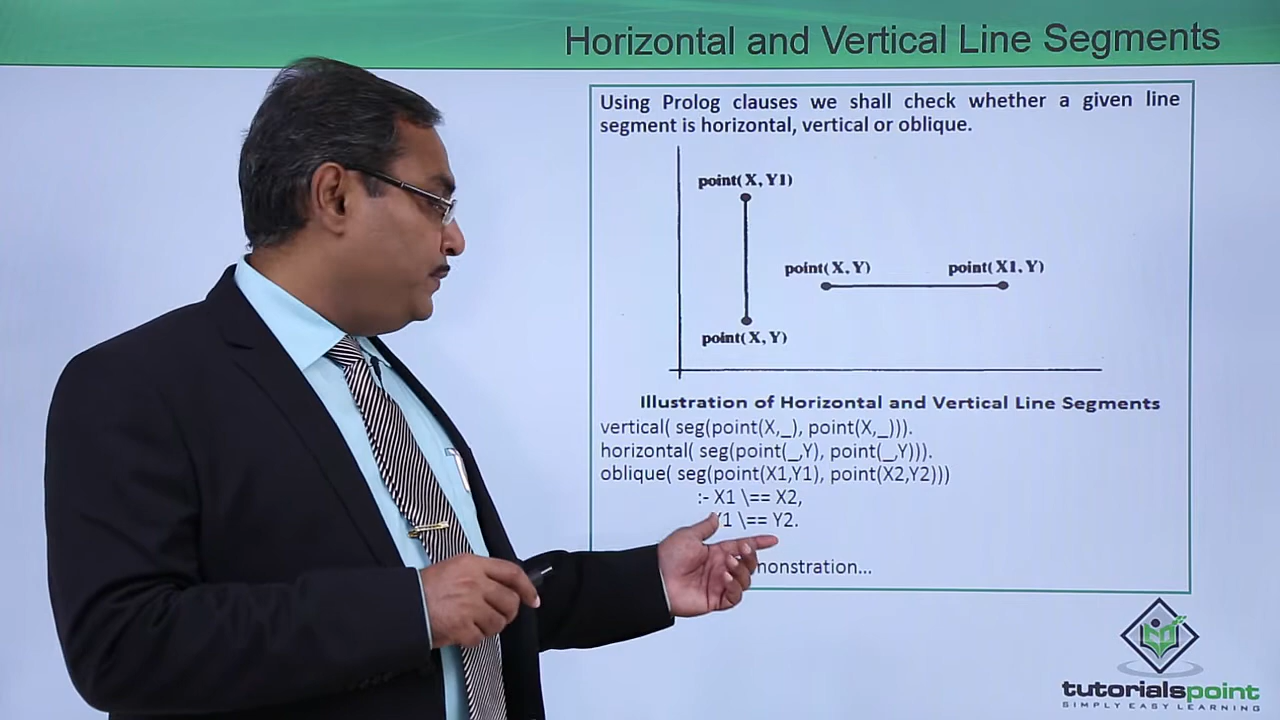 Horizontal and Vertical Line Segments
Using Prolog clauses we shall check whether a given line
segment is horizontal, vertical or oblique.
point(X, Y1)
point(X, Y) point(X1, Y)
point(X, Y)
Illustration of Horizontal and Vertical Line Segments
vertical( seg(point(X,_), point(X,_))).
horizontal( seg(point(_,Y), point(_,Y))).
oblique( seg(point(X1,Y1), point(X2,Y2)))
:- X1 \== X2,
Y1 \== Y2.
monstration...
tutorialspoint
SIMPLY EASY LEARNING